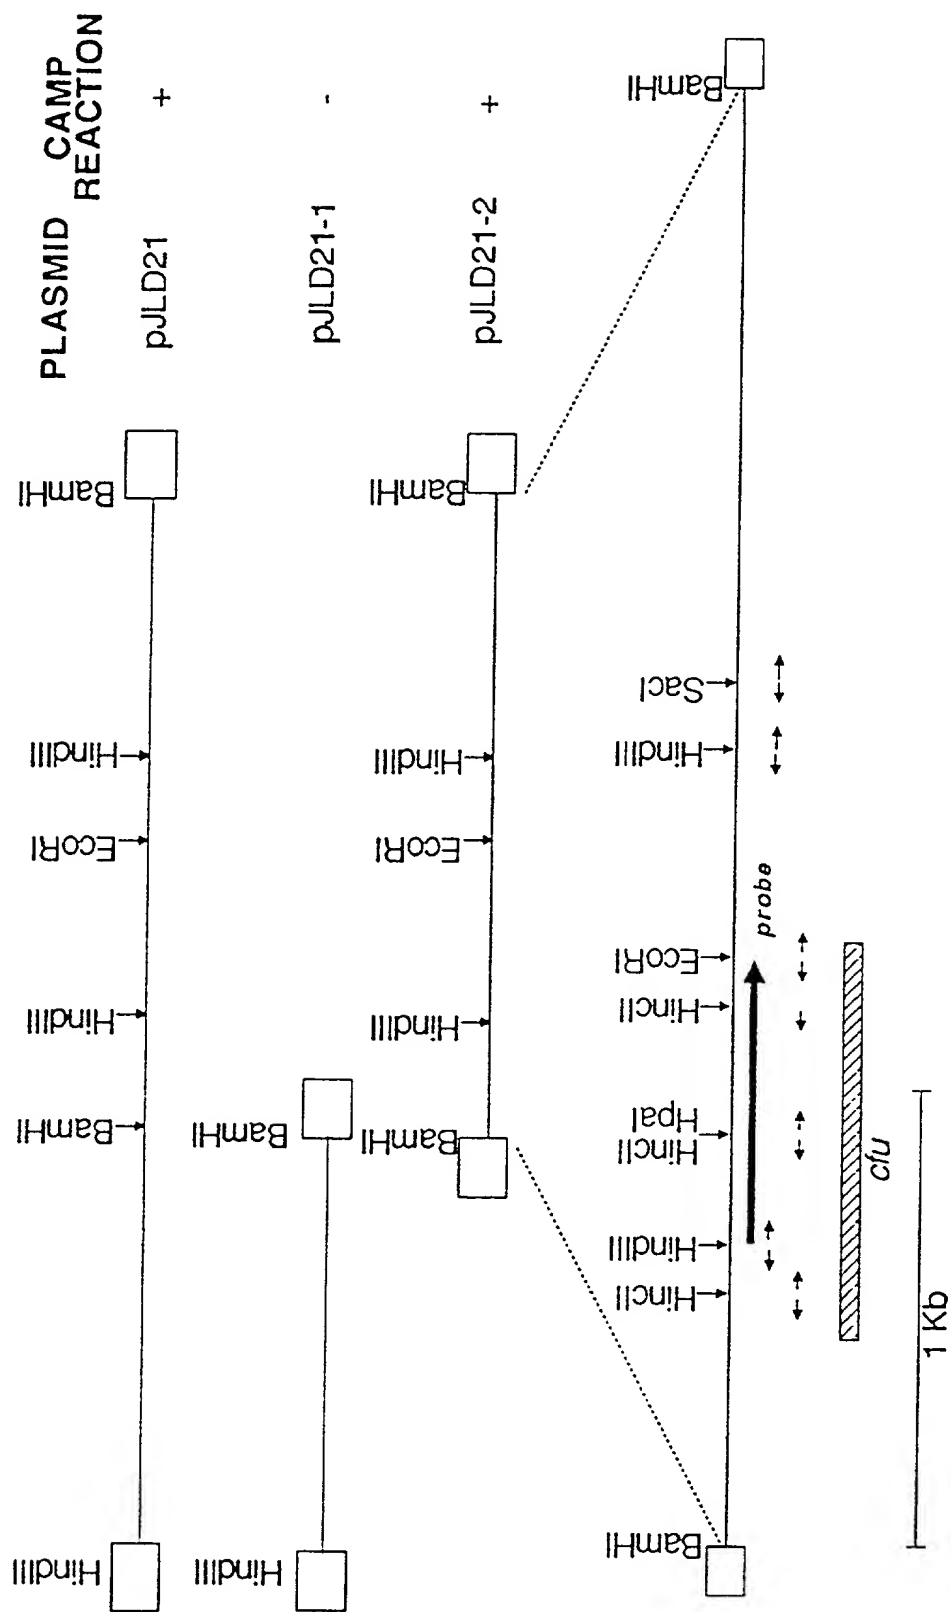 PLASMID CAMP
REACTION
HindIII BamHI HindIII EcoRI HindIII BamHI pJLD21 +
HindIII BamHI pJLD21-1 -
BamHI HindIII EcoRI HindIII BamHI pJLD21-2 +
BamHI HincII HindIII HincII HpaI HincII EcoRI HindIII SacI BamHI
probe
cfu
1 Kb